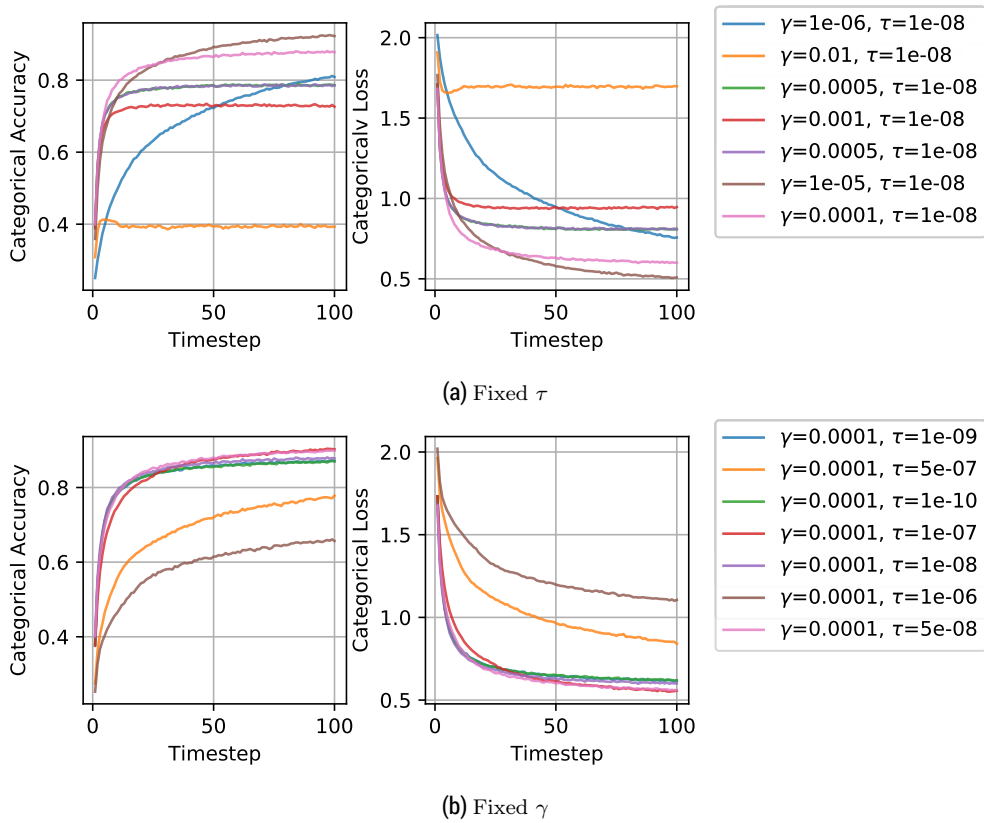 Categorical Accuracy
0.8
0.6
0.4
0
50
100
Timestep
Categoricalv Loss
2.0
1.5
1.0
0.5
0
50
100
Timestep
γ=1e-06, τ=1e-08
γ=0.01, τ=1e-08
γ=0.0005, τ=1e-08
γ=0.001, τ=1e-08
γ=0.0005, τ=1e-08
γ=1e-05, τ=1e-08
γ=0.0001, τ=1e-08
(a) Fixed τ
Categorical Accuracy
0.8
0.6
0.4
0
50
100
Timestep
Categorical Loss
2.0
1.5
1.0
0.5
0
50
100
Timestep
γ=0.0001, τ=1e-09
γ=0.0001, τ=5e-07
γ=0.0001, τ=1e-10
γ=0.0001, τ=1e-07
γ=0.0001, τ=1e-08
γ=0.0001, τ=1e-06
γ=0.0001, τ=5e-08
(b) Fixed γ